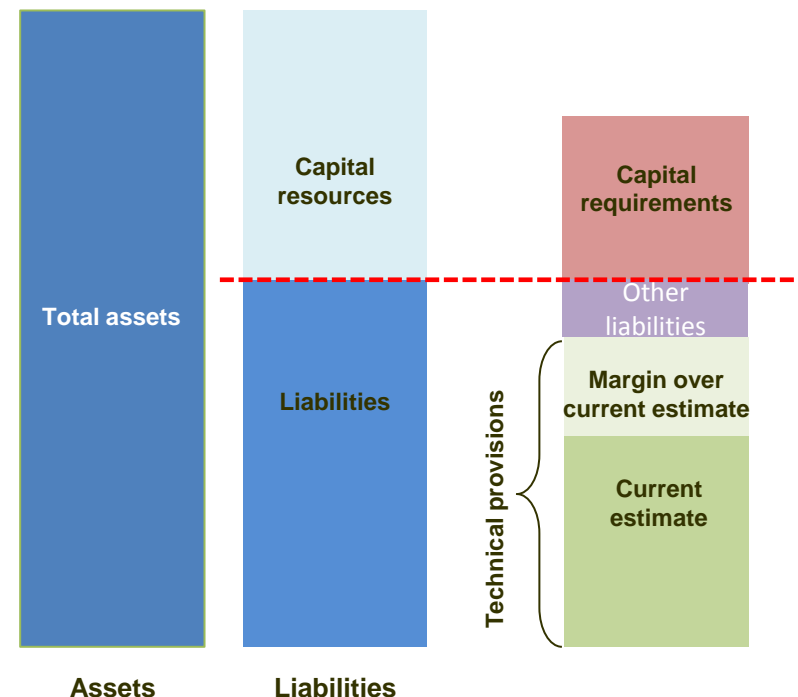 Total assets
Capital
resources
Liabilities
Capital
requirements
Other
liabilities
Margin over
current estimate
Current
estimate
Technical provisions
Assets
Liabilities